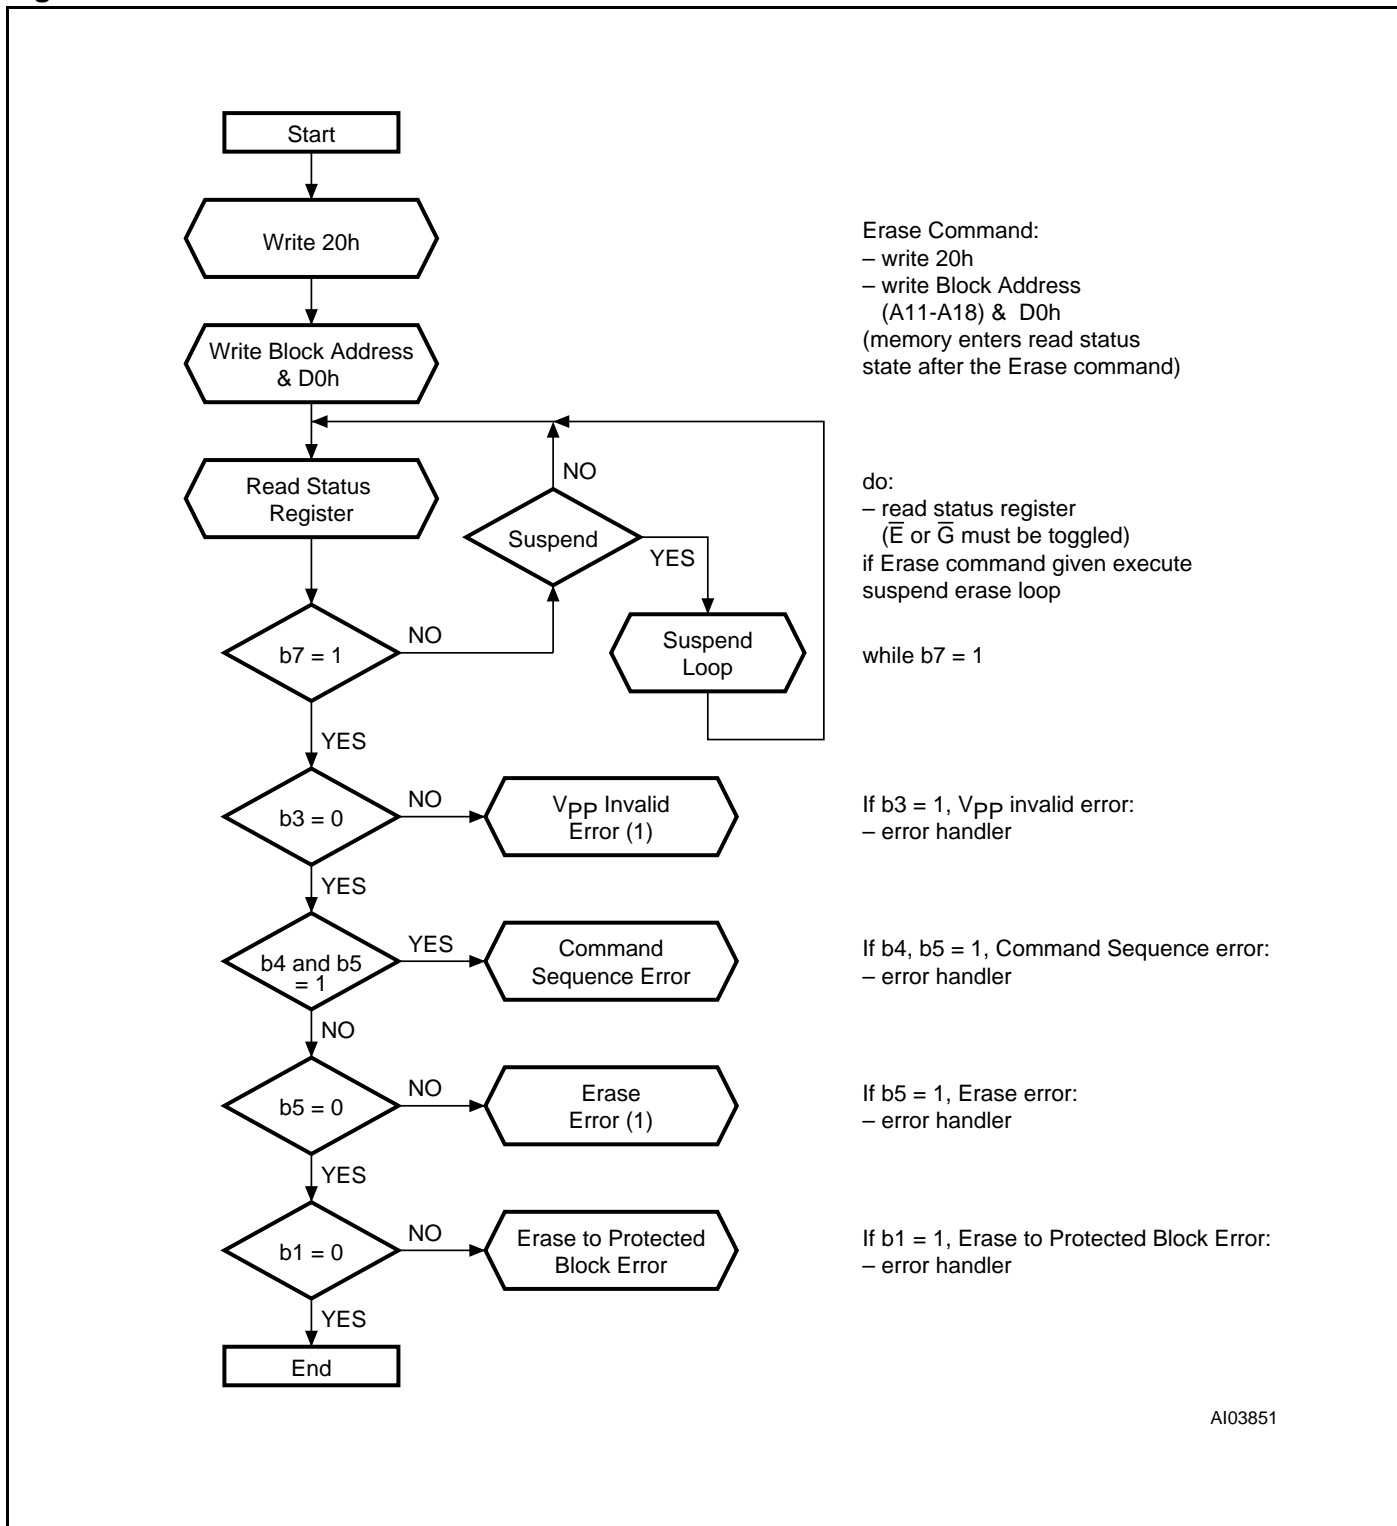 Start
Write 20h
Write Block Address
& D0h
Erase Command:
– write 20h
– write Block Address
(A11-A18) & D0h
(memory enters read status
state after the Erase command)
Read Status
Register
NO
Suspend
YES
do:
– read status register
(E̅ or G̅ must be toggled)
if Erase command given execute
suspend erase loop
b7 = 1
NO
Suspend
Loop
while b7 = 1
YES
b3 = 0
NO
VPP Invalid
Error (1)
If b3 = 1, VPP invalid error:
– error handler
YES
b4 and b5
= 1
YES
Command
Sequence Error
If b4, b5 = 1, Command Sequence error:
– error handler
NO
b5 = 0
NO
Erase
Error (1)
If b5 = 1, Erase error:
– error handler
YES
b1 = 0
NO
Erase to Protected
Block Error
If b1 = 1, Erase to Protected Block Error:
– error handler
YES
End
AI03851